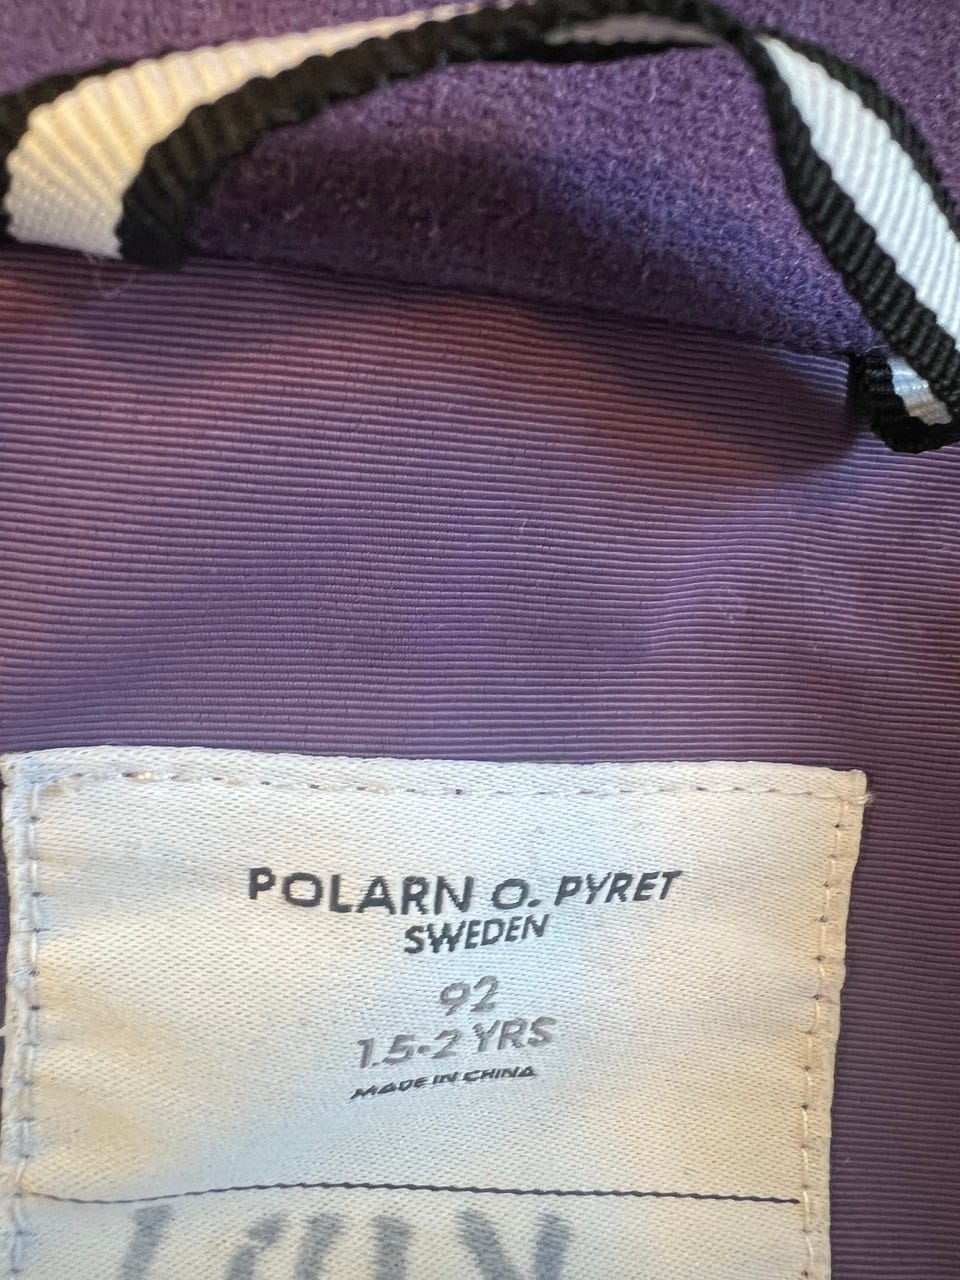 POLARN O. PYRET
SWEDEN
92
1.5-2 YRS
MADE IN CHINA